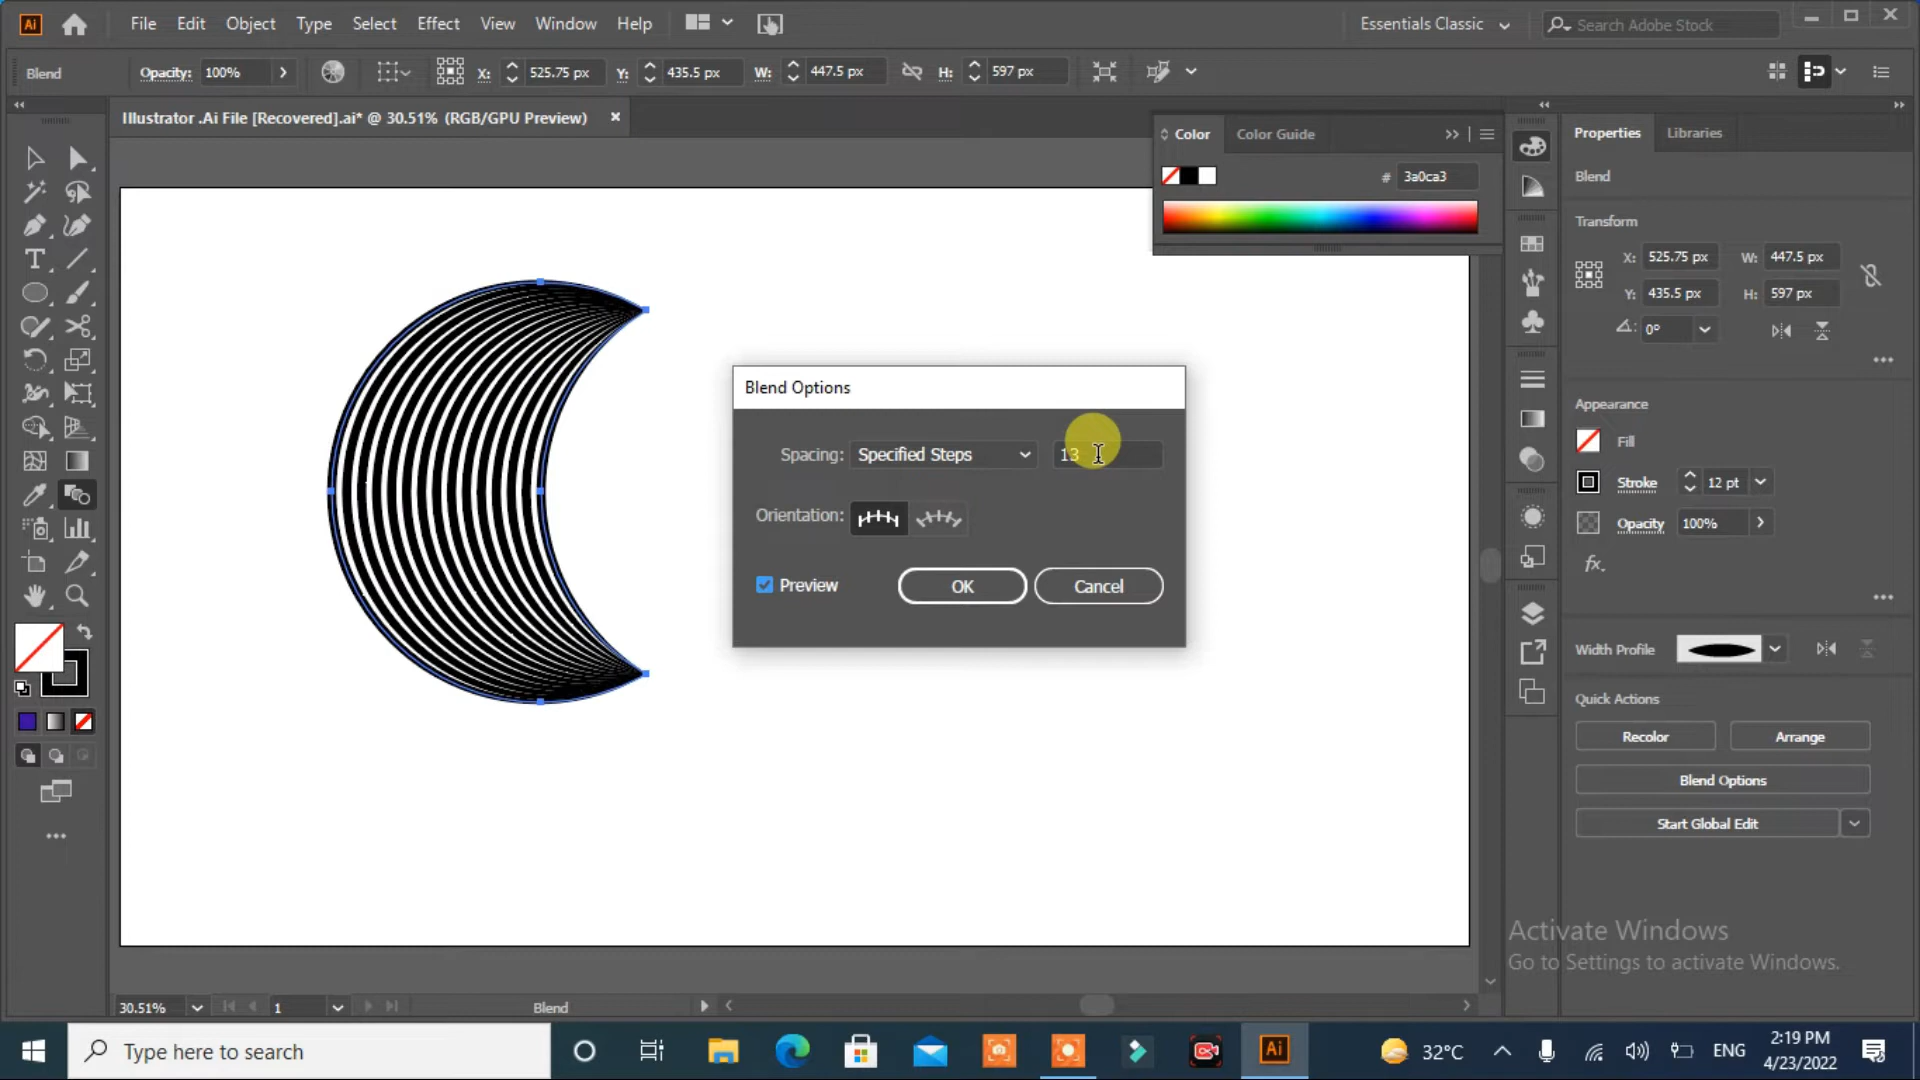 Ai File Edit Object Type Select Effect View Window Help Essentials Classic Search Adobe Stock
Blend Opacity: 100% X: 525.75 px Y: 435.5 px W: 447.5 px H: 597 px
Illustrator .Ai File [Recovered].ai* @ 30.51% (RGB/GPU Preview) ×
Color Color Guide
# 3a0ca3
Properties Libraries
Blend
Transform
X: 525.75 px W: 447.5 px
Y: 435.5 px H: 597 px
0°
Appearance
Fill
Stroke 12 pt
Opacity 100%
fx.
Width Profile
Quick Actions
Recolor Arrange
Blend Options
Start Global Edit
Blend Options
Spacing: Specified Steps 13
Orientation:
Preview OK Cancel
Activate Windows
Go to Settings to activate Windows.
30.51% 1 Blend
Type here to search Ai 32°C ENG 2:19 PM
4/23/2022